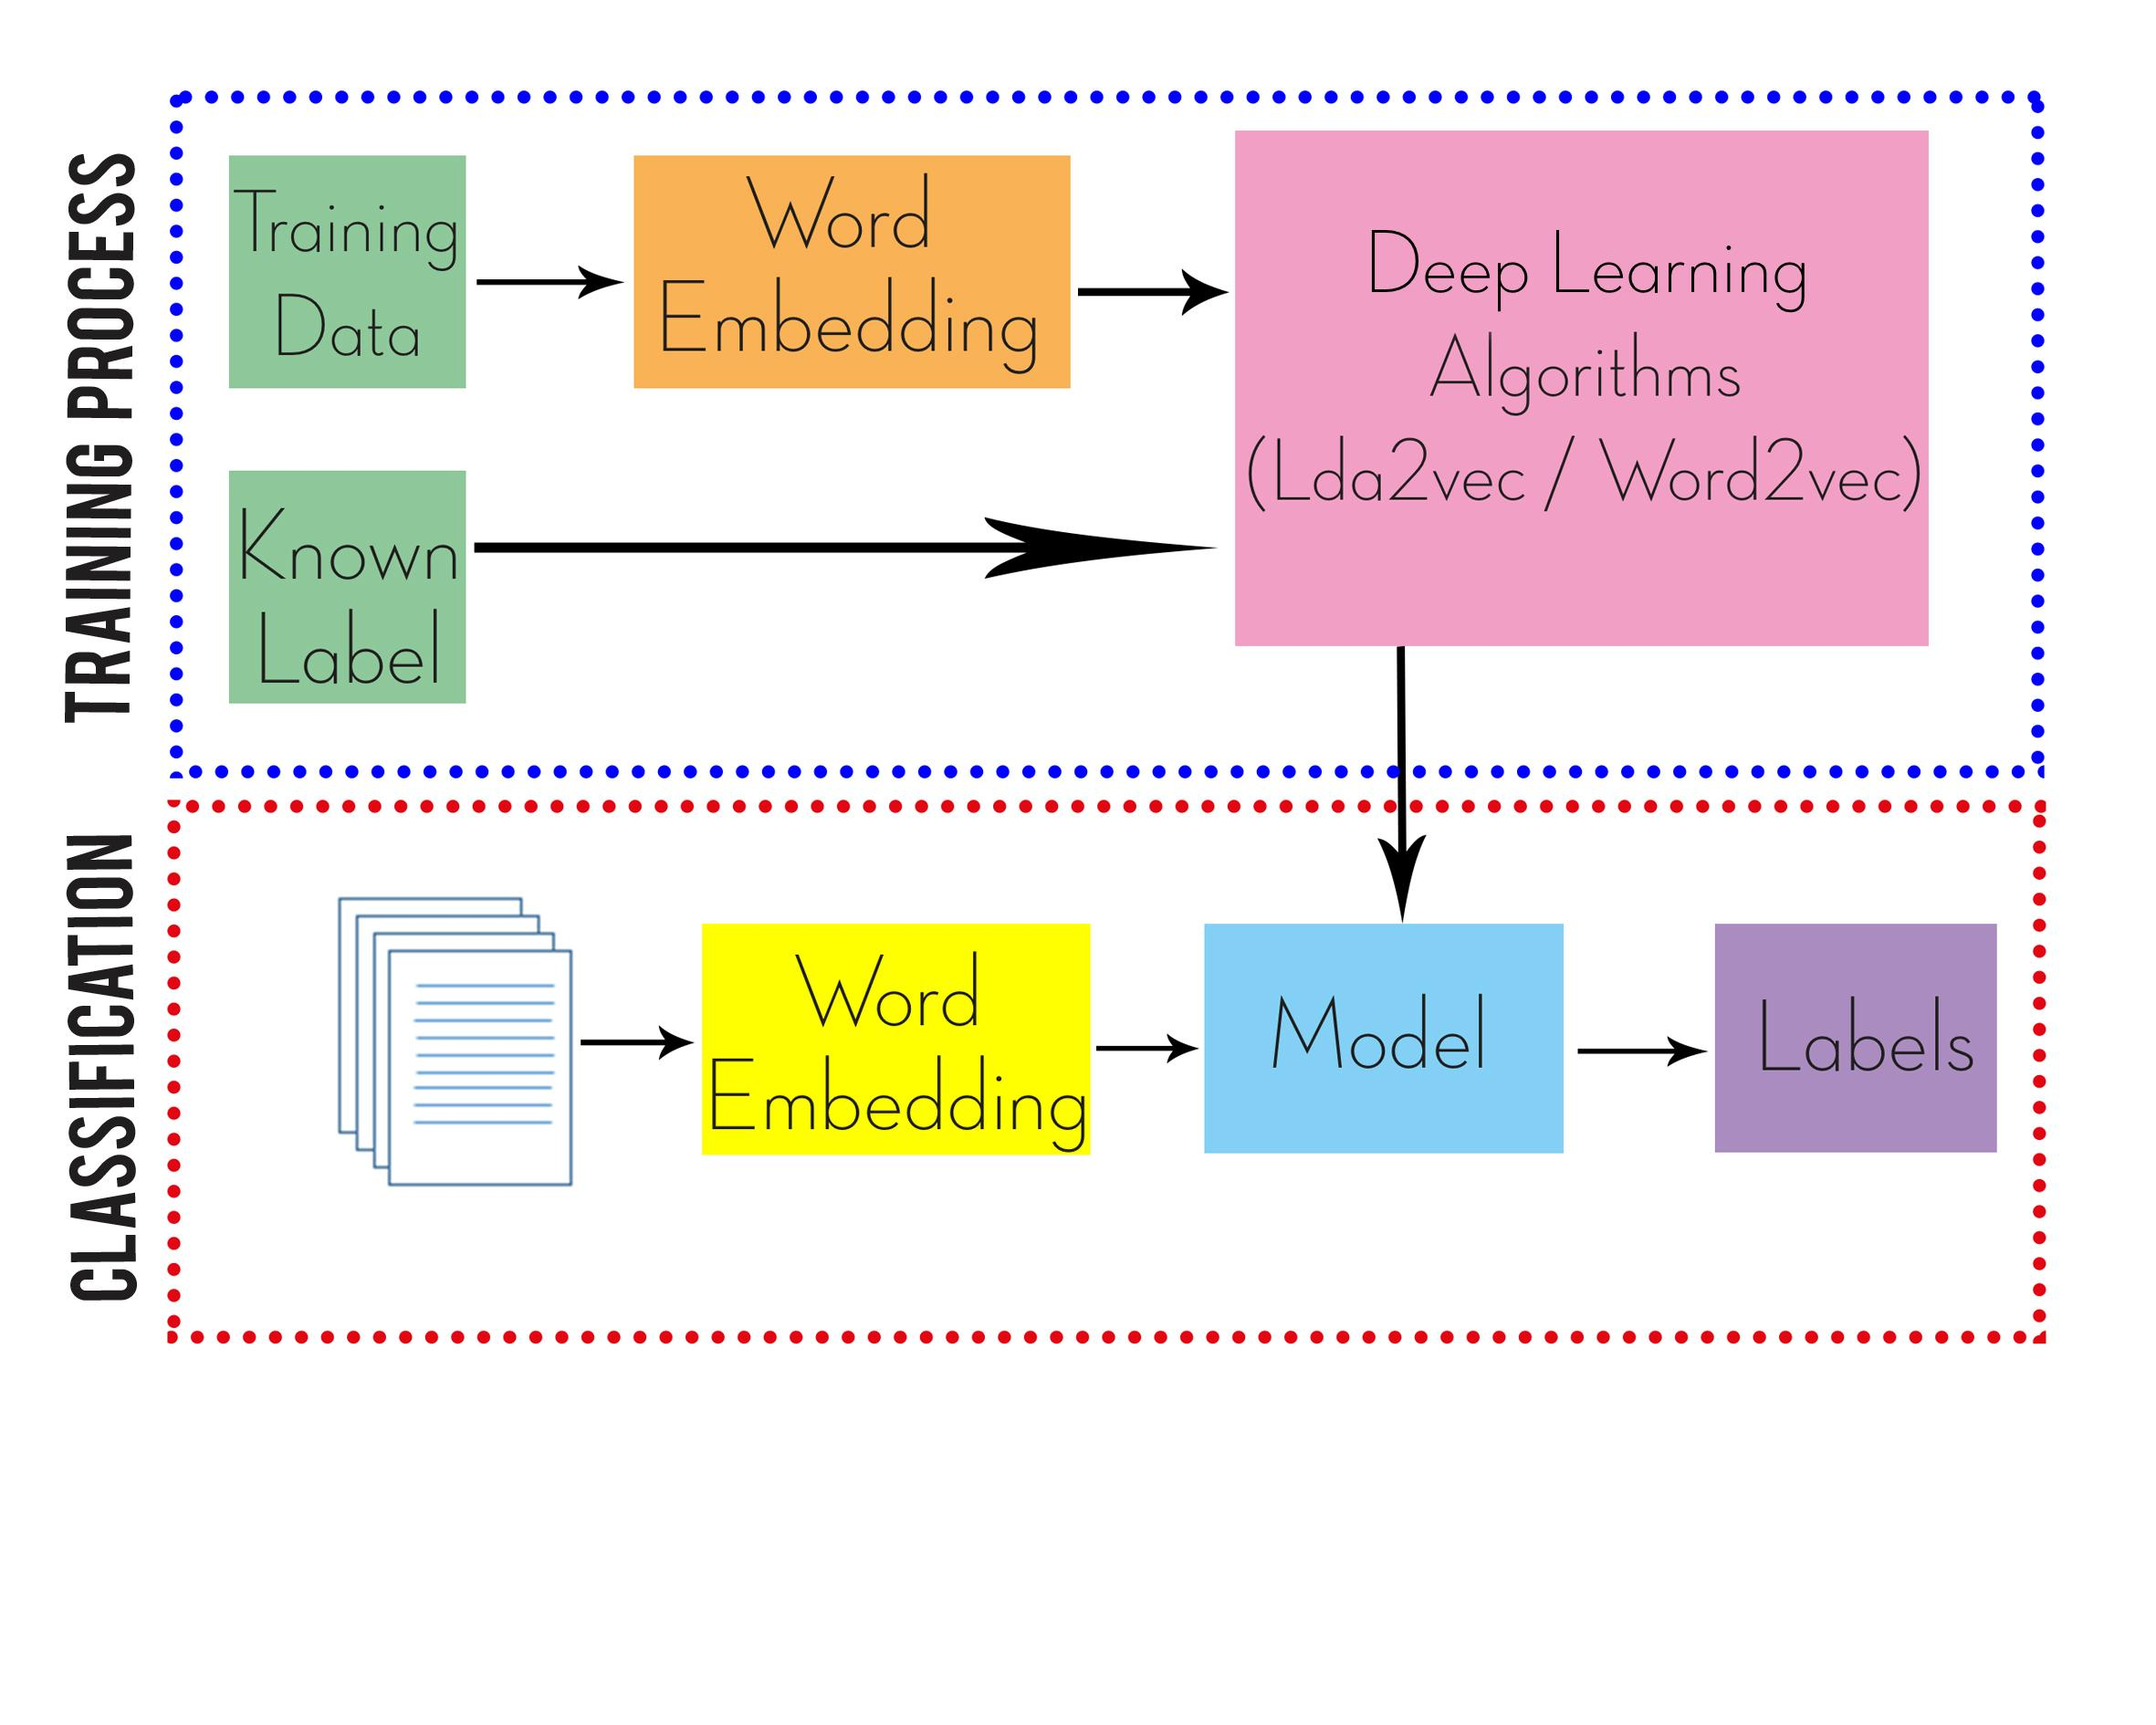 TRAINING PROCESS
Training
Data
Word
Embedding
Deep Learning
Algorithms
(Lda2vec / Word2vec)
Known
Label
CLASSIFICATION
Word
Embedding
Model
Labels